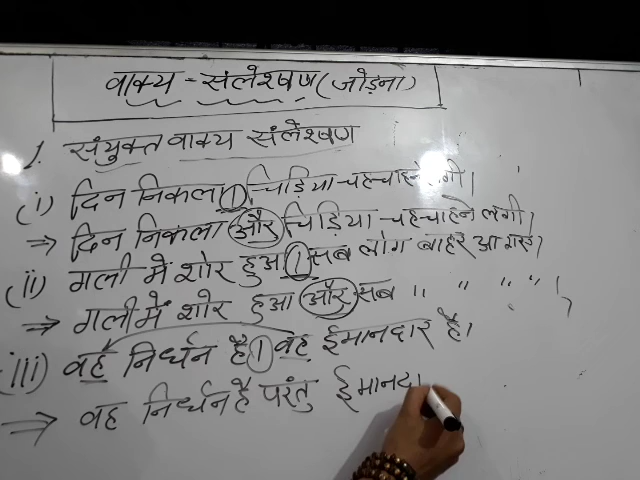 वाक्य - संलेश्षण (जोड़ना)
1. संयुक्त वाक्य संलेश्षण
(i) दिन निकला। चिड़िया चहचहाने लगी।
⇒ दिन निकला और चिड़िया चहचहाने लगी।
(ii) गली में शोर हुआ। सब लोग बाहर आ गए।
⇒ गली में शोर हुआ और सब " " " " ।
(iii) वह निर्धन है। वह ईमानदार है।
⇒ वह निर्धन है परंतु ईमानदा